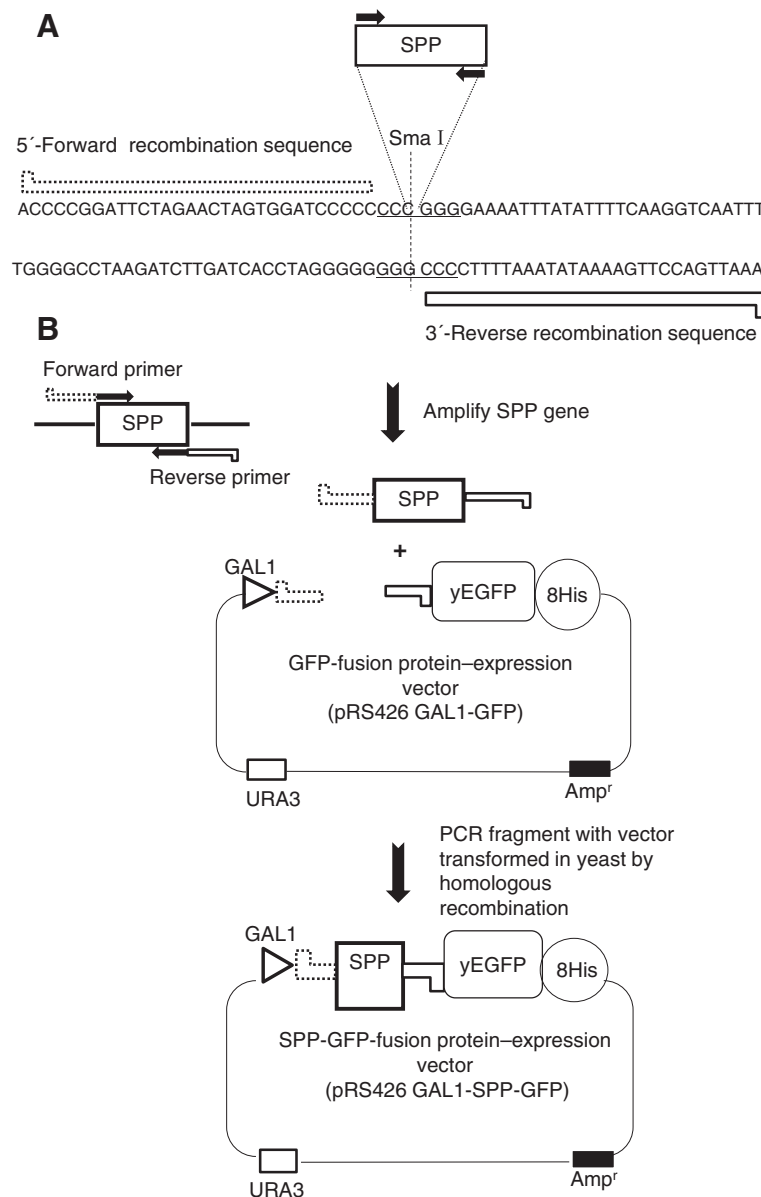 A
SPP
Sma I
5´-Forward recombination sequence
ACCCCGGATTCTAGAACTAGTGGATCCCCCCCC GGGGAAAATTTATATTTTCAAGGTCAATTT
TGGGGCCTAAGATCTTGATCACCTAGGGGGGGG CCCCTTTTAAATATAAAAGTTCCAGTTAAA
3´-Reverse recombination sequence
B
Forward primer
SPP
Reverse primer
Amplify SPP gene
SPP
+
GAL1
yEGFP
8His
GFP-fusion protein–expression
vector
(pRS426 GAL1-GFP)
URA3
Ampʳ
PCR fragment with vector
transformed in yeast by
homologous
recombination
GAL1
SPP
yEGFP
8His
SPP-GFP-fusion protein–expression
vector
(pRS426 GAL1-SPP-GFP)
URA3
Ampʳ